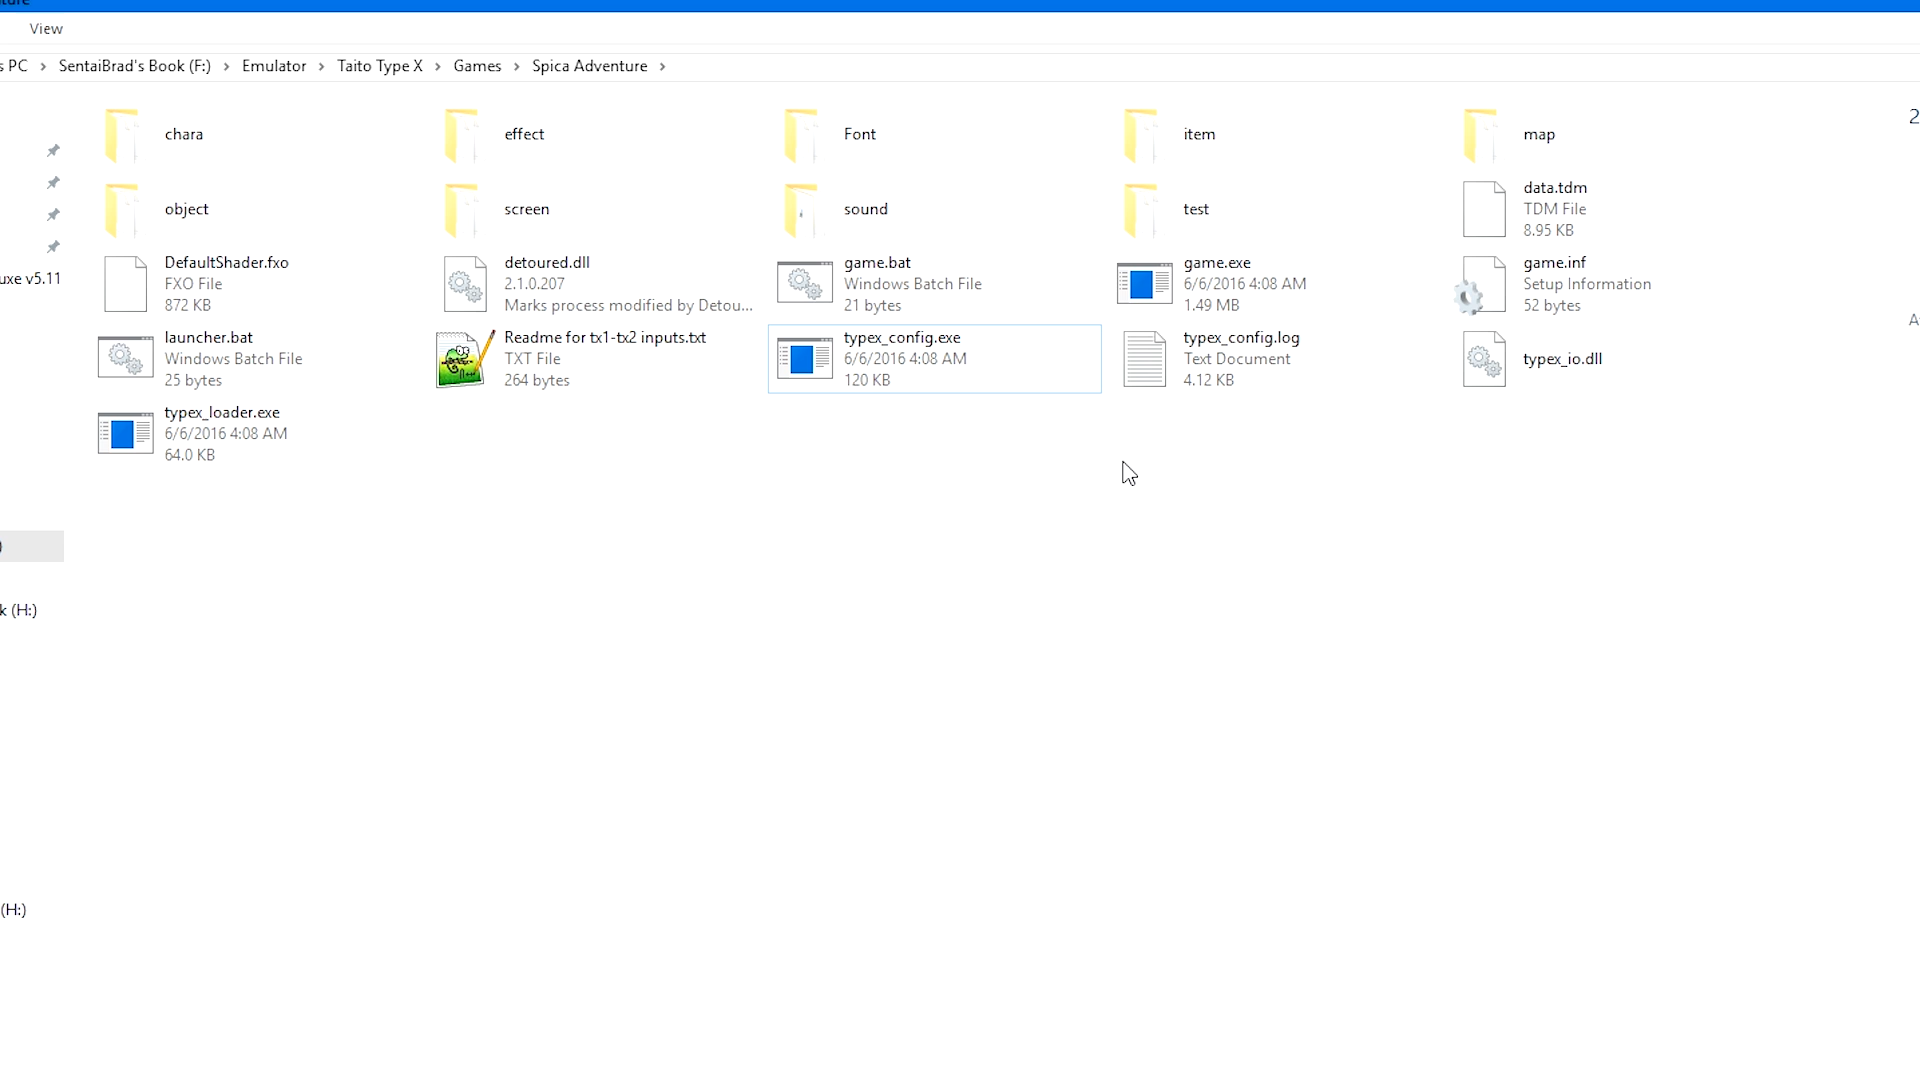 View
s PC > SentaiBrad's Book (F:) > Emulator > Taito Type X > Games > Spica Adventure >
chara
effect
Font
item
map
object
screen
sound
test
data.tdm
TDM File
8.95 KB
DefaultShader.fxo
FXO File
872 KB
detoured.dll
2.1.0.207
Marks process modified by Detou...
game.bat
Windows Batch File
21 bytes
game.exe
6/6/2016 4:08 AM
1.49 MB
game.inf
Setup Information
52 bytes
launcher.bat
Windows Batch File
25 bytes
Readme for tx1-tx2 inputs.txt
TXT File
264 bytes
typex_config.exe
6/6/2016 4:08 AM
120 KB
typex_config.log
Text Document
4.12 KB
typex_io.dll
typex_loader.exe
6/6/2016 4:08 AM
64.0 KB
uxe v5.11
)
k (H:)
(H:)
2
A